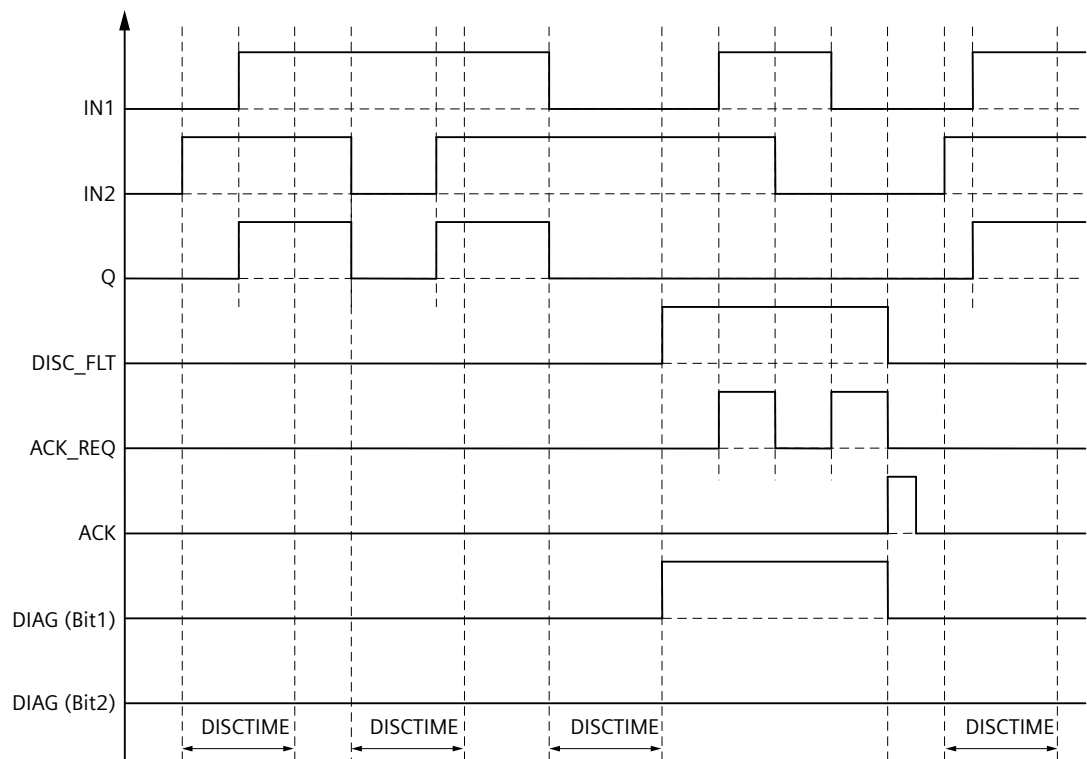 IN1
IN2
Q
DISC_FLT
ACK_REQ
ACK
DIAG (Bit1)
DIAG (Bit2)
DISCTIME DISCTIME DISCTIME DISCTIME